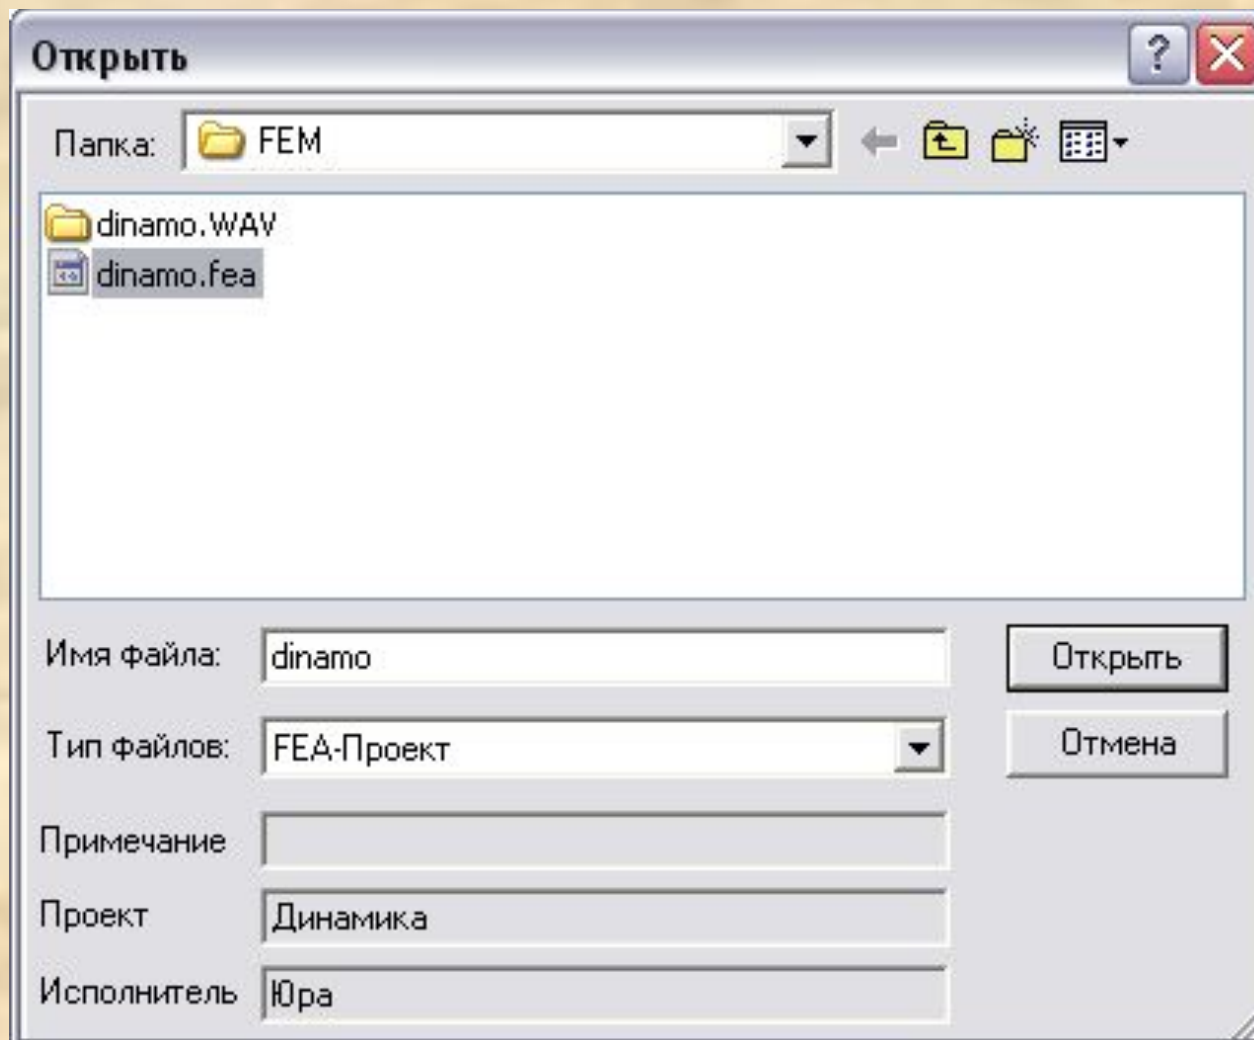 Открыть
Папка: FEM
dinamo.WAV
dinamo.fea
Имя файла: dinamo Открыть
Тип файлов: FEA-Проект Отмена
Примечание
Проект Динамика
Исполнитель Юра